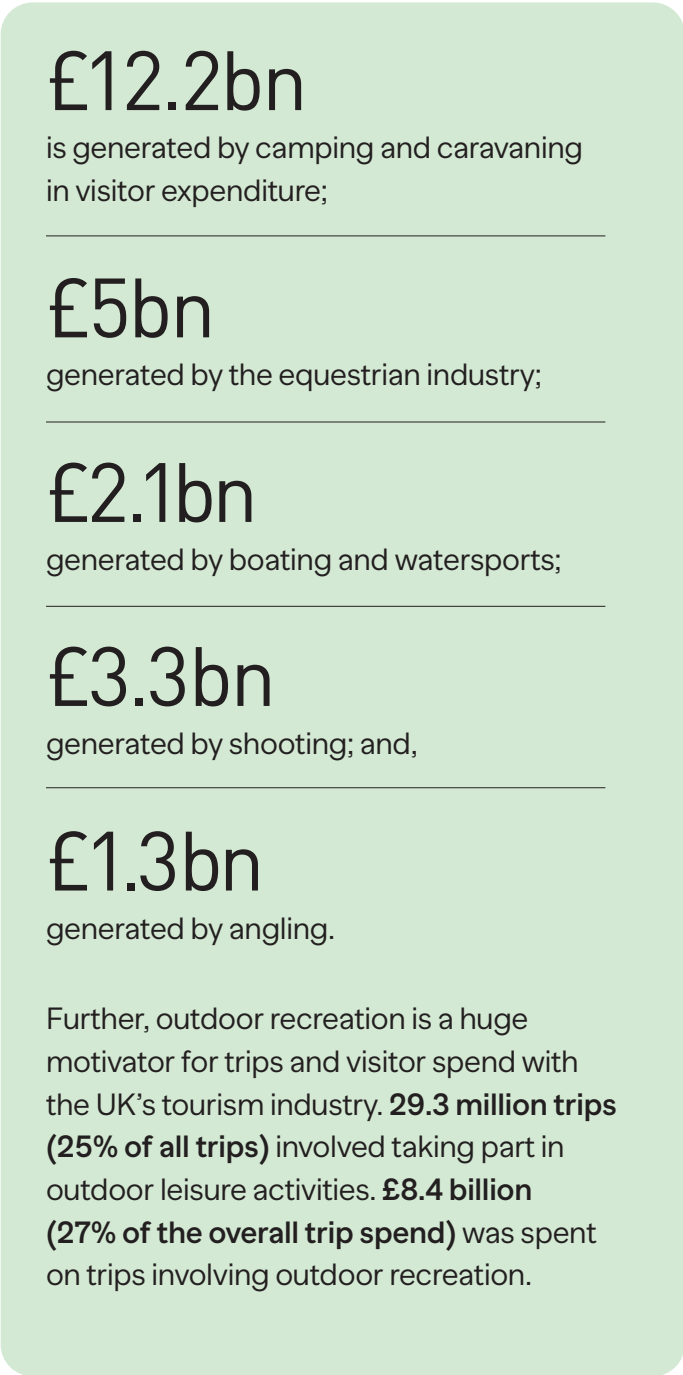 £12.2bn
is generated by camping and caravaning
in visitor expenditure;
£5bn
generated by the equestrian industry;
£2.1bn
generated by boating and watersports;
£3.3bn
generated by shooting; and,
£1.3bn
generated by angling.
Further, outdoor recreation is a huge
motivator for trips and visitor spend with
the UK’s tourism industry. 29.3 million trips
(25% of all trips) involved taking part in
outdoor leisure activities. £8.4 billion
(27% of the overall trip spend) was spent
on trips involving outdoor recreation.